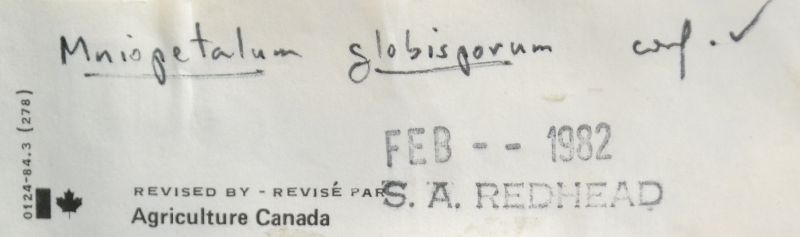 Mniopetalum globisporum conf. ✓
FEB -- 1982
REVISED BY - REVISÉ PAR S. A. REDHEAD
Agriculture Canada
0124-84.3 (278)